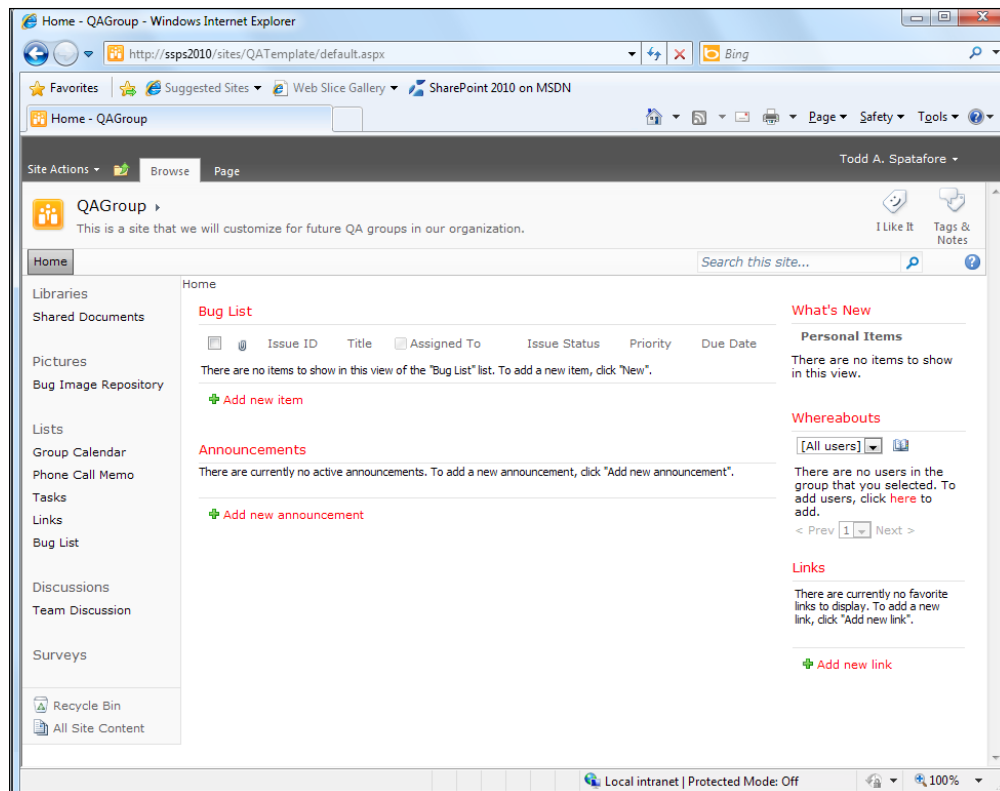 Home - QAGroup - Windows Internet Explorer
http://ssps2010/sites/QATemplate/default.aspx
Bing
Favorites
Suggested Sites
Web Slice Gallery
SharePoint 2010 on MSDN
Home - QAGroup
Page
Safety
Tools
Site Actions
Browse
Page
Todd A. Spatafore
QAGroup
This is a site that we will customize for future QA groups in our organization.
I Like It
Tags &
Notes
Home
Search this site...
Libraries
Shared Documents
Pictures
Bug Image Repository
Lists
Group Calendar
Phone Call Memo
Tasks
Links
Bug List
Discussions
Team Discussion
Surveys
Recycle Bin
All Site Content
Home
Bug List
Issue ID Title Assigned To Issue Status Priority Due Date
There are no items to show in this view of the "Bug List" list. To add a new item, click "New".
Add new item
Announcements
There are currently no active announcements. To add a new announcement, click "Add new announcement".
Add new announcement
What's New
Personal Items
There are no items to show
in this view.
Whereabouts
[All users]
There are no users in the
group that you selected. To
add users, click here to
add.
< Prev 1 Next >
Links
There are currently no favorite
links to display. To add a new
link, click "Add new link".
Add new link
Local intranet | Protected Mode: Off
100%